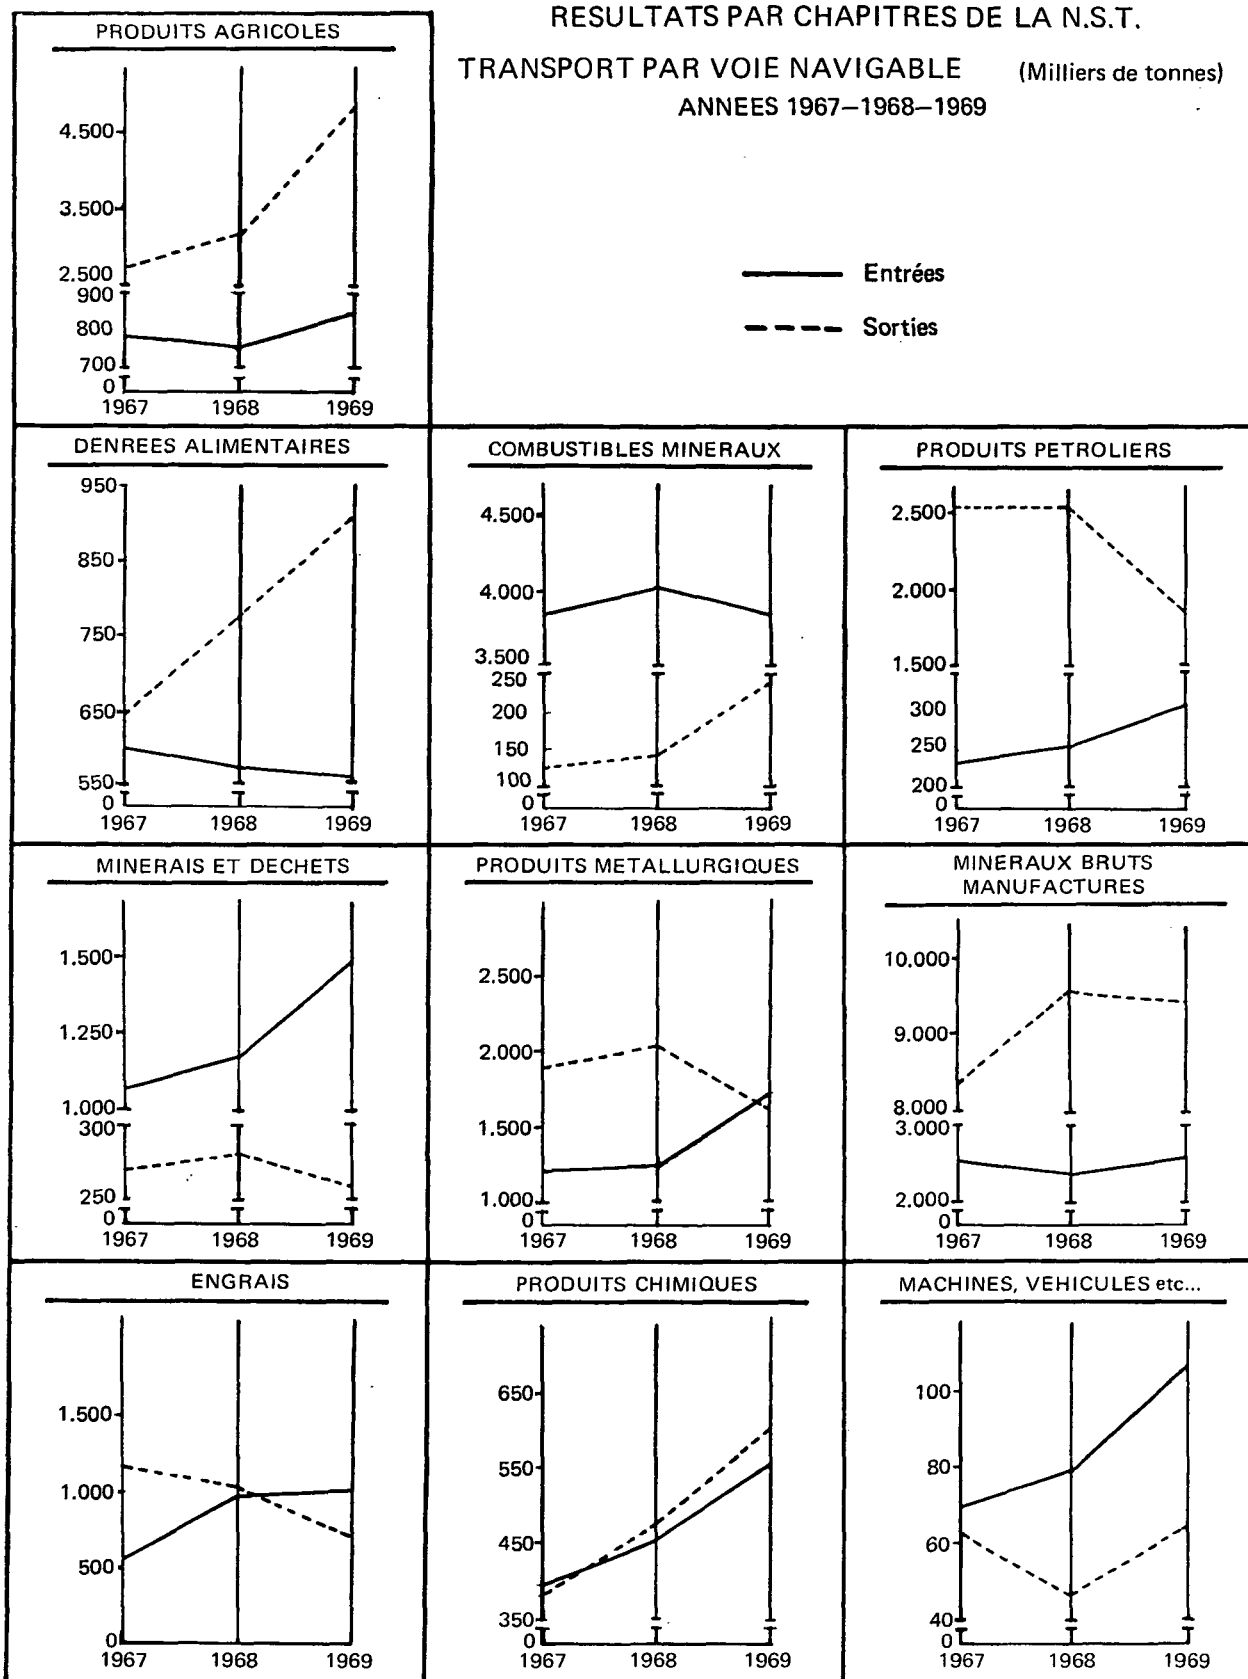 RESULTATS PAR CHAPITRES DE LA N.S.T.
TRANSPORT PAR VOIE NAVIGABLE (Milliers de tonnes)
ANNEES 1967–1968–1969
Entrées
Sorties
PRODUITS AGRICOLES
4.500
3.500
2.500
900
800
700
0
1967 1968 1969
DENREES ALIMENTAIRES
950
850
750
650
550
0
1967 1968 1969
COMBUSTIBLES MINERAUX
4.500
4.000
3.500
250
200
150
100
0
1967 1968 1969
PRODUITS PETROLIERS
2.500
2.000
1.500
300
250
200
0
1967 1968 1969
MINERAIS ET DECHETS
1.500
1.250
1.000
300
250
0
1967 1968 1969
PRODUITS METALLURGIQUES
2.500
2.000
1.500
1.000
0
1967 1968 1969
MINERAUX BRUTS
MANUFACTURES
10.000
9.000
8.000
3.000
2.000
0
1967 1968 1969
ENGRAIS
1.500
1.000
500
0
1967 1968 1969
PRODUITS CHIMIQUES
650
550
450
350
0
1967 1968 1969
MACHINES, VEHICULES etc...
100
80
60
40
0
1967 1968 1969